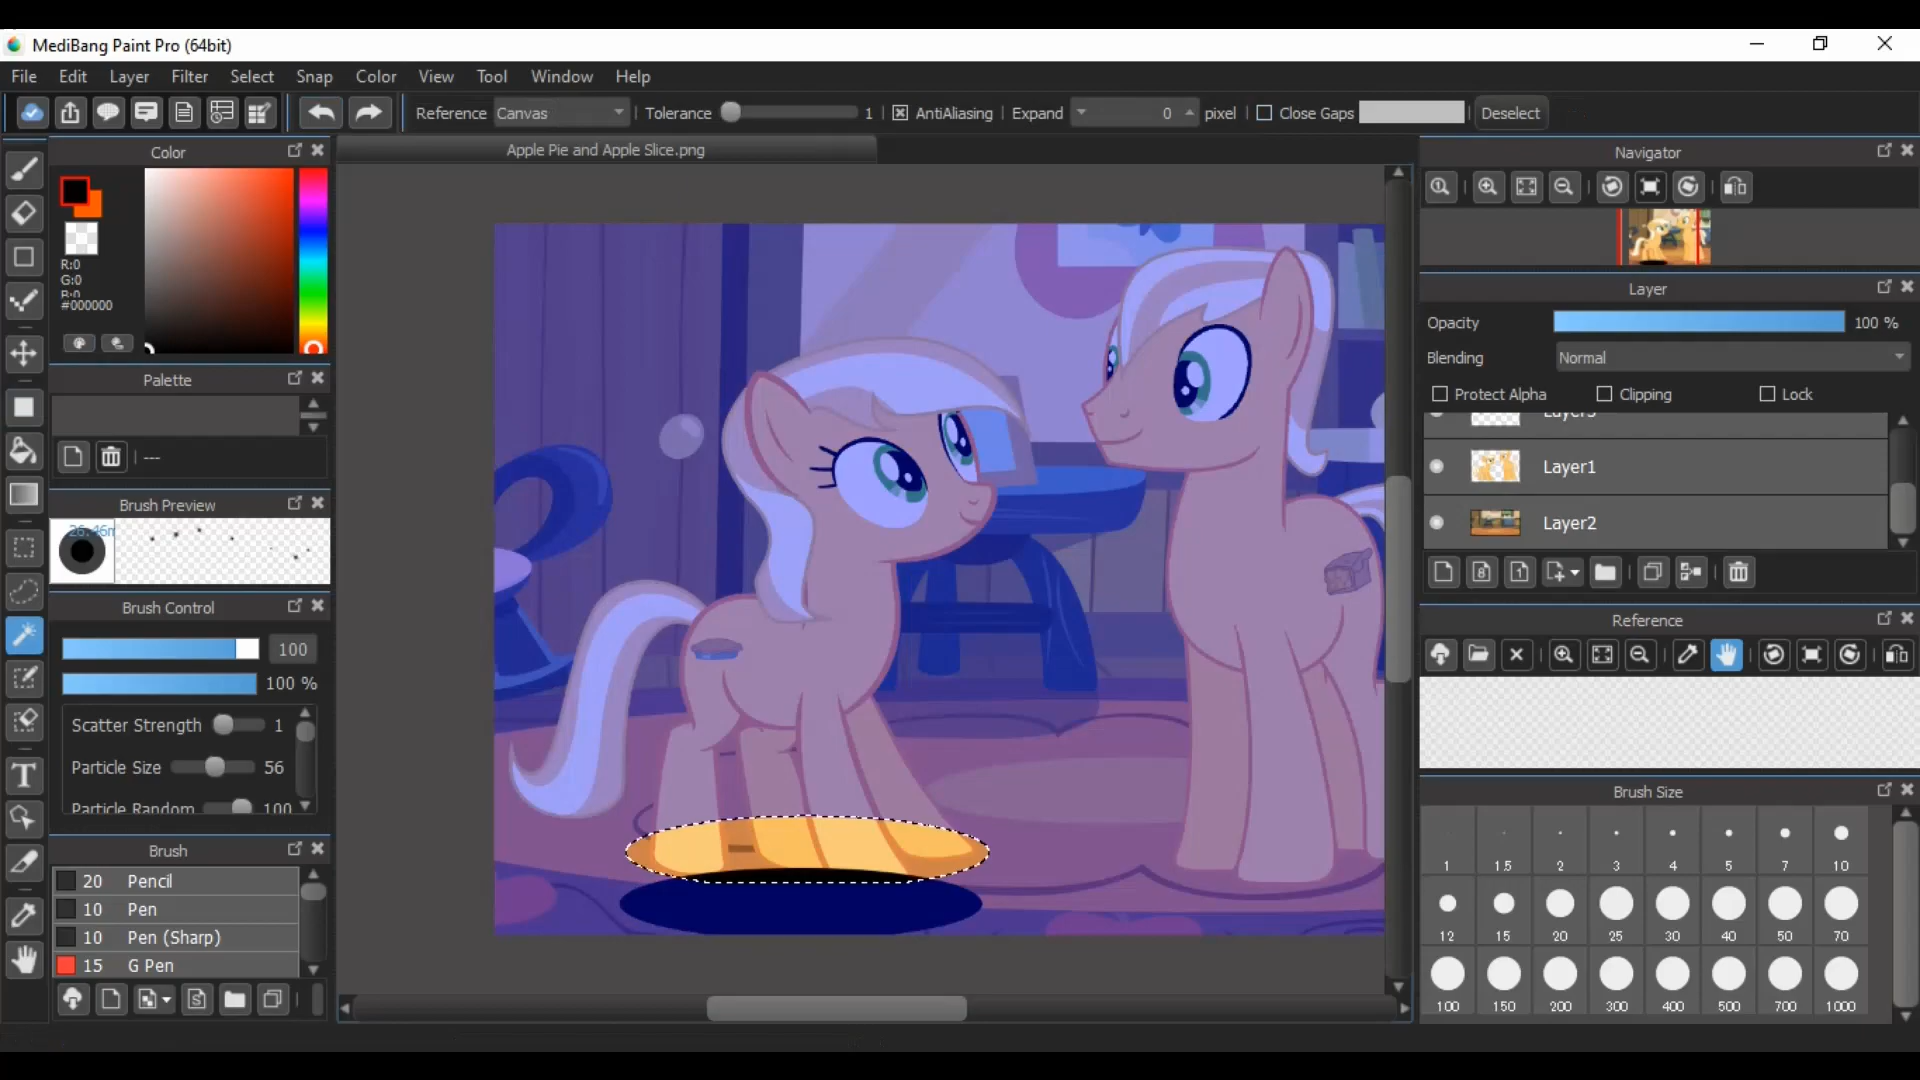 MediBang Paint Pro (64bit)
File Edit Layer Filter Select Snap Color View Tool Window Help
Reference Canvas Tolerance 1 AntiAliasing Expand 0 pixel Close Gaps Deselect
Color
Apple Pie and Apple Slice.png
Navigator
R:0
G:0
B:0
#000000
Layer
Opacity 100 %
Blending Normal
Protect Alpha Clipping Lock
Palette
---
Layer1
Layer2
Brush Preview
Brush Control
100
100 %
Scatter Strength 1
Particle Size 56
Particle Random 100
Reference
Brush Size
1 1.5 2 3 4 5 7 10
12 15 20 25 30 40 50 70
100 150 200 300 400 500 700 1000
Brush
20 Pencil
10 Pen
10 Pen (Sharp)
15 G Pen